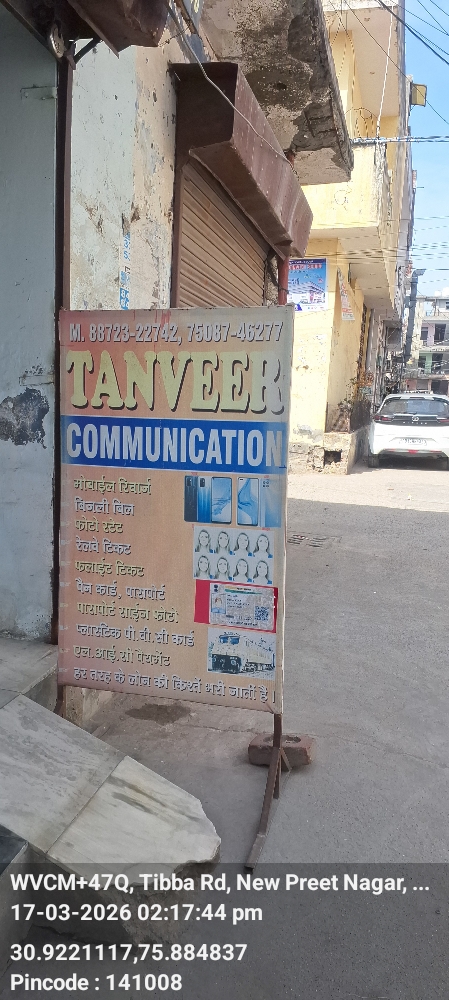 M. 88723-22742, 75087-46277
TANVEER
COMMUNICATION
मोबाईल रिचार्ज
बिजली बिल
फोटो स्टेट
रेलवे टिकट
फलाईट टिकट
पैन कार्ड, पासपोर्ट
पासपोर्ट साईज फोटो
प्लास्टिक पी.वी.सी कार्ड
एल.आई.सी पेयमेंट
हर तरह के लोन की किश्तें भरी जाती हैं।
WVCM+47Q, Tibba Rd, New Preet Nagar, ...
17-03-2026 02:17:44 pm
30.9221117,75.884837
Pincode : 141008